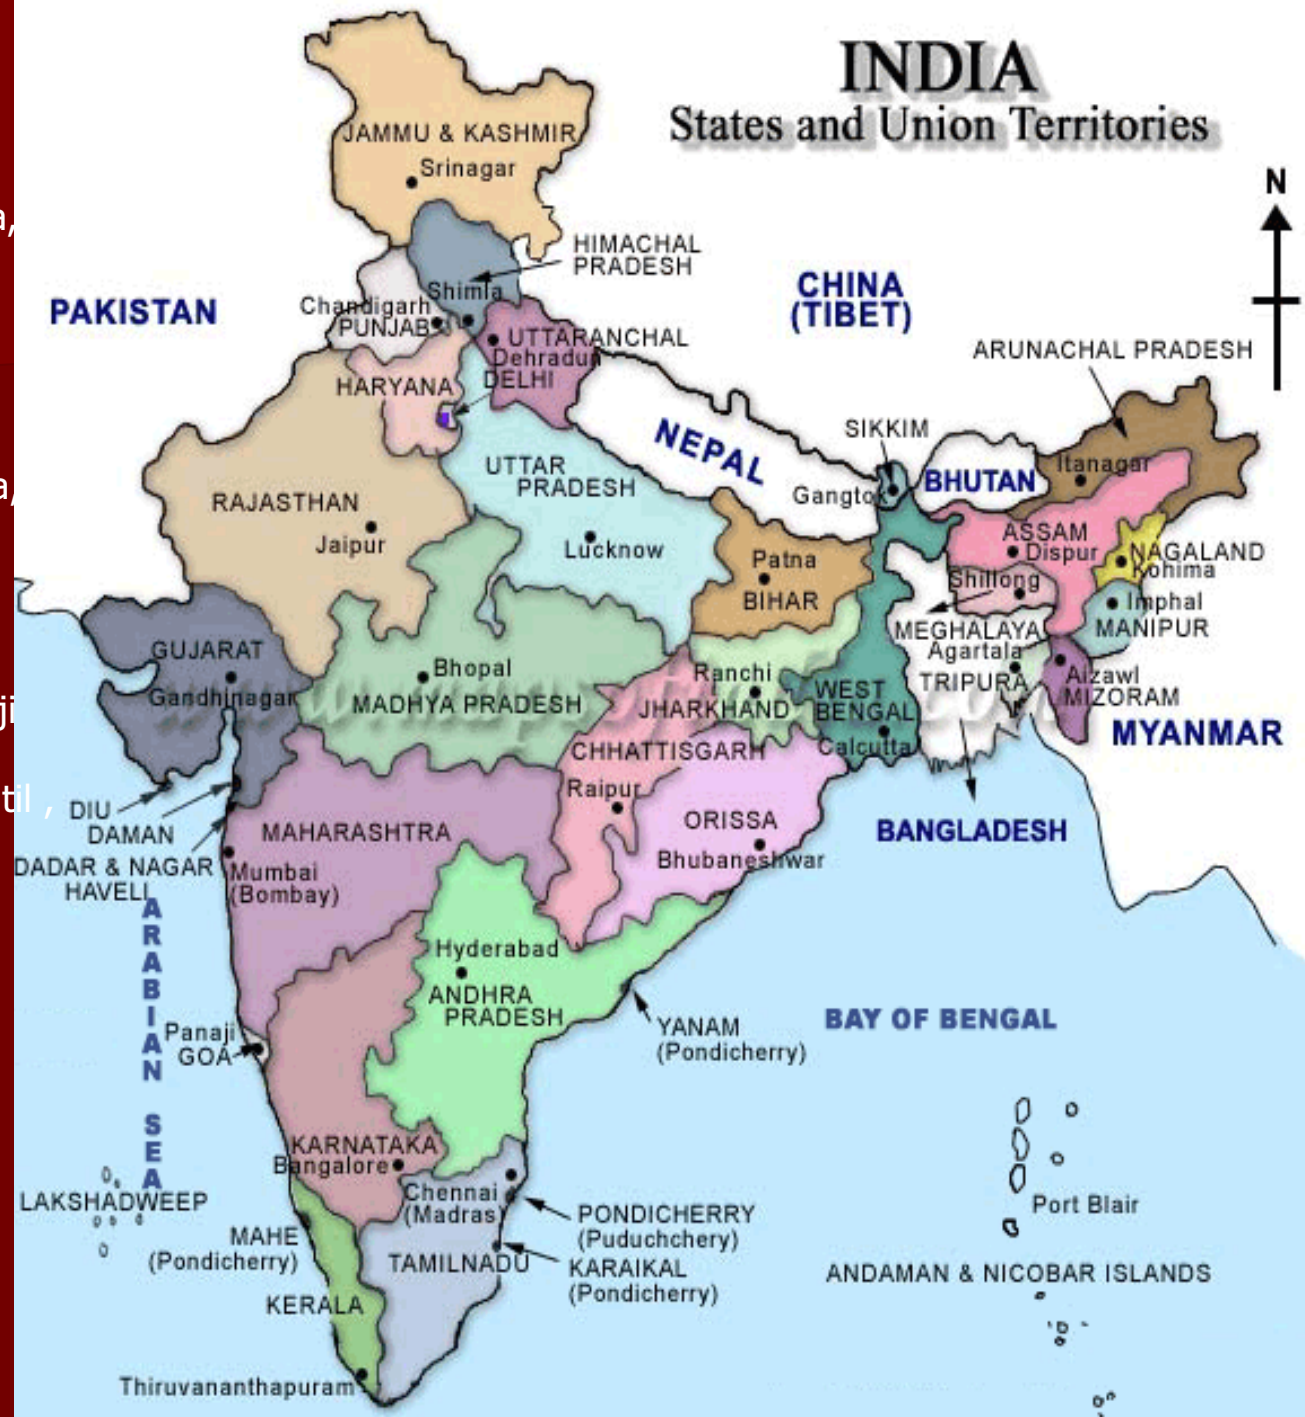 INDIA
States and Union Territories
N
JAMMU & KASHMIR
Srinagar
a,
HIMACHAL
PRADESH
CHINA
(TIBET)
PAKISTAN
Shimla
Chandigarh
PUNJAB
UTTARANCHAL
Dehradun
DELHI
HARYANA
ARUNACHAL PRADESH
NEPAL
SIKKIM
Gangtok
BHUTAN
Itanagar
UTTAR
PRADESH
Lucknow
a,
RAJASTHAN
Jaipur
ASSAM
Dispur
NAGALAND
Kohima
Patna
BIHAR
Shillong
Imphal
MANIPUR
MEGHALAYA
Agartala
TRIPURA
Aizawl
MIZORAM
MYANMAR
GUJARAT
Gandhinagar
Bhopal
MADHYA PRADESH
Ranchi
JHARKHAND
WEST
BENGAL
Calcutta
ji
CHHATTISGARH
Raipur
til ,
DIU
DAMAN
DADAR & NAGAR
HAVELI
MAHARASHTRA
Mumbai
(Bombay)
ORISSA
Bhubaneshwar
BANGLADESH
ARABIAN SEA
Hyderabad
ANDHRA
PRADESH
YANAM
(Pondicherry)
BAY OF BENGAL
Panaji
GOA
KARNATAKA
Bangalore
Chennai
(Madras)
LAKSHADWEEP
MAHE
(Pondicherry)
PONDICHERRY
(Puduchchery)
TAMILNADU
KARAIKAL
(Pondicherry)
Port Blair
ANDAMAN & NICOBAR ISLANDS
KERALA
Thiruvananthapuram